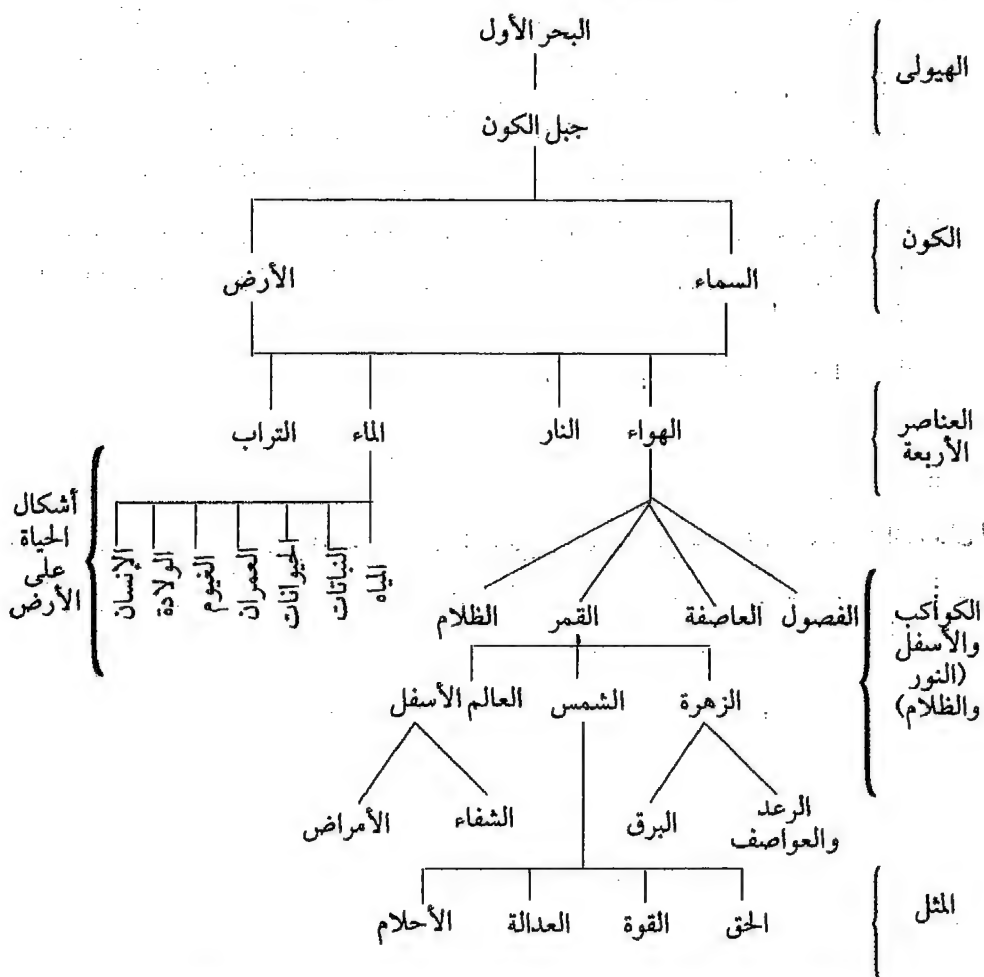 البحر الأول
الهيولى
جبل الكون
الكون
السماء
الأرض
العناصر
الأربعة
الهواء
النار
الماء
التراب
أشكال
الحياة
على
الأرض
المياه
النباتات
الحيوانات
العمران
الغيوم
الولادة
الإنسان
الكواكب
والأسفل
(النور
والظلام)
الفصول
العاصفة
القمر
الظلام
الزهرة
الشمس
العالم الأسفل
الرعد
والعواصف
البرق
الشفاء
الأمراض
المثل
الحق
القوة
العدالة
الأحلام